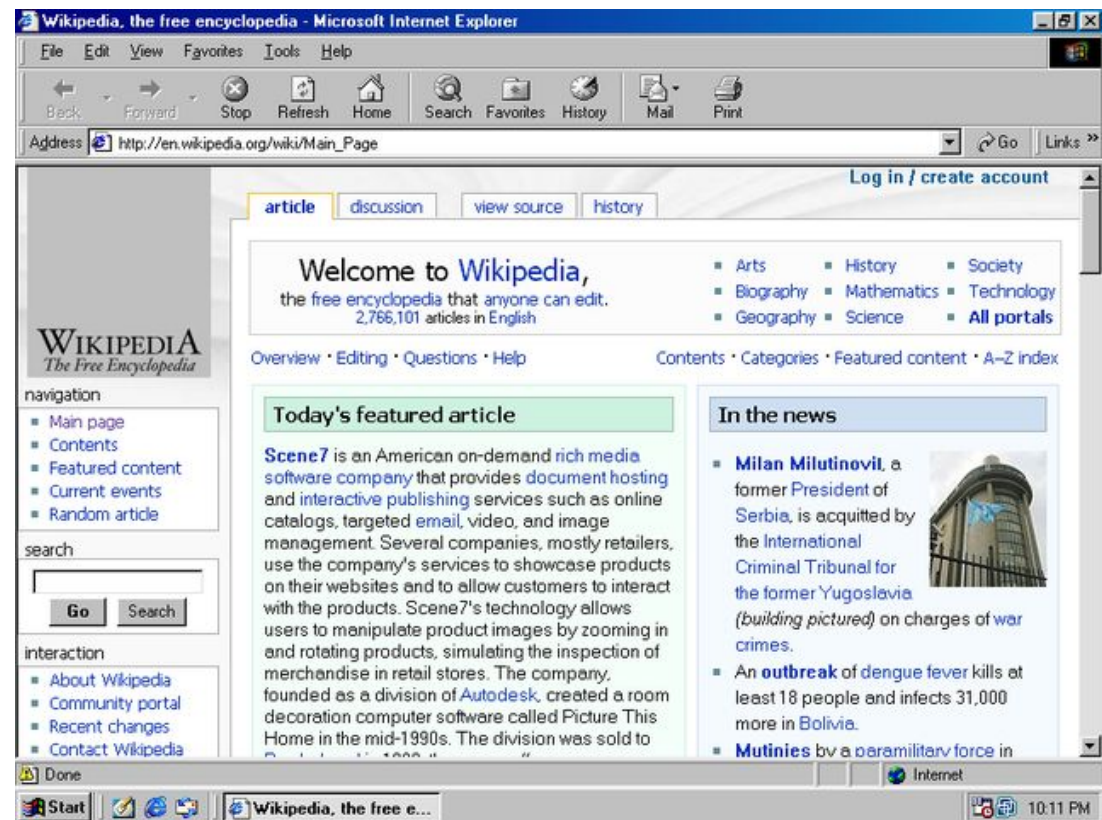 Wikipedia, the free encyclopedia - Microsoft Internet Explorer
File Edit View Favorites Tools Help
Back Forward Stop Refresh Home Search Favorites History Mail Print
Address http://en.wikipedia.org/wiki/Main_Page Go Links »
Log in / create account
article discussion view source history
Welcome to Wikipedia,
the free encyclopedia that anyone can edit.
2,766,101 articles in English
Arts History Society
Biography Mathematics Technology
Geography Science All portals
Overview · Editing · Questions · Help
Contents · Categories · Featured content · A–Z index
WIKIPEDIA
The Free Encyclopedia
navigation
Main page
Contents
Featured content
Current events
Random article
search
Go Search
interaction
About Wikipedia
Community portal
Recent changes
Contact Wikipedia
Today's featured article
Scene7 is an American on-demand rich media
software company that provides document hosting
and interactive publishing services such as online
catalogs, targeted email, video, and image
management. Several companies, mostly retailers,
use the company's services to showcase products
on their websites and to allow customers to interact
with the products. Scene7's technology allows
users to manipulate product images by zooming in
and rotating products, simulating the inspection of
merchandise in retail stores. The company,
founded as a division of Autodesk, created a room
decoration computer software called Picture This
Home in the mid-1990s. The division was sold to
In the news
Milan Milutinovil, a
former President of
Serbia, is acquitted by
the International
Criminal Tribunal for
the former Yugoslavia
(building pictured) on charges of war
crimes.
An outbreak of dengue fever kills at
least 18 people and infects 31,000
more in Bolivia.
Mutinies by a paramilitary force in
Done Internet
Start Wikipedia, the free e... 10:11 PM